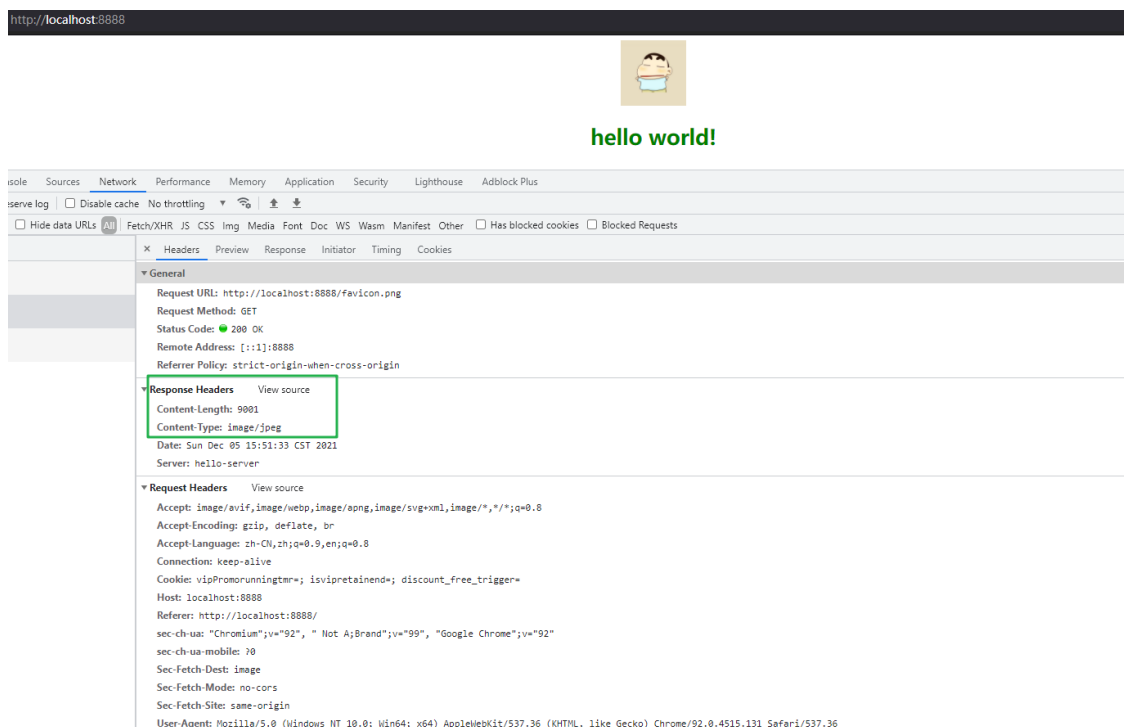 http://localhost:8888
hello world!
nsole Sources Network Performance Memory Application Security Lighthouse Adblock Plus
eserve log Disable cache No throttling
Hide data URLs All Fetch/XHR JS CSS Img Media Font Doc WS Wasm Manifest Other Has blocked cookies Blocked Requests
× Headers Preview Response Initiator Timing Cookies
General
Request URL: http://localhost:8888/favicon.png
Request Method: GET
Status Code: 200 OK
Remote Address: [::1]:8888
Referrer Policy: strict-origin-when-cross-origin
Response Headers View source
Content-Length: 9001
Content-Type: image/jpeg
Date: Sun Dec 05 15:51:33 CST 2021
Server: hello-server
Request Headers View source
Accept: image/avif,image/webp,image/apng,image/svg+xml,image/*,*/*;q=0.8
Accept-Encoding: gzip, deflate, br
Accept-Language: zh-CN,zh;q=0.9,en;q=0.8
Connection: keep-alive
Cookie: vipPromorunningtmr=; isvipretainend=; discount_free_trigger=
Host: localhost:8888
Referer: http://localhost:8888/
sec-ch-ua: "Chromium";v="92", " Not A;Brand";v="99", "Google Chrome";v="92"
sec-ch-ua-mobile: ?0
Sec-Fetch-Dest: image
Sec-Fetch-Mode: no-cors
Sec-Fetch-Site: same-origin
User-Agent: Mozilla/5.0 (Windows NT 10.0; Win64; x64) AppleWebKit/537.36 (KHTML, like Gecko) Chrome/92.0.4515.131 Safari/537.36